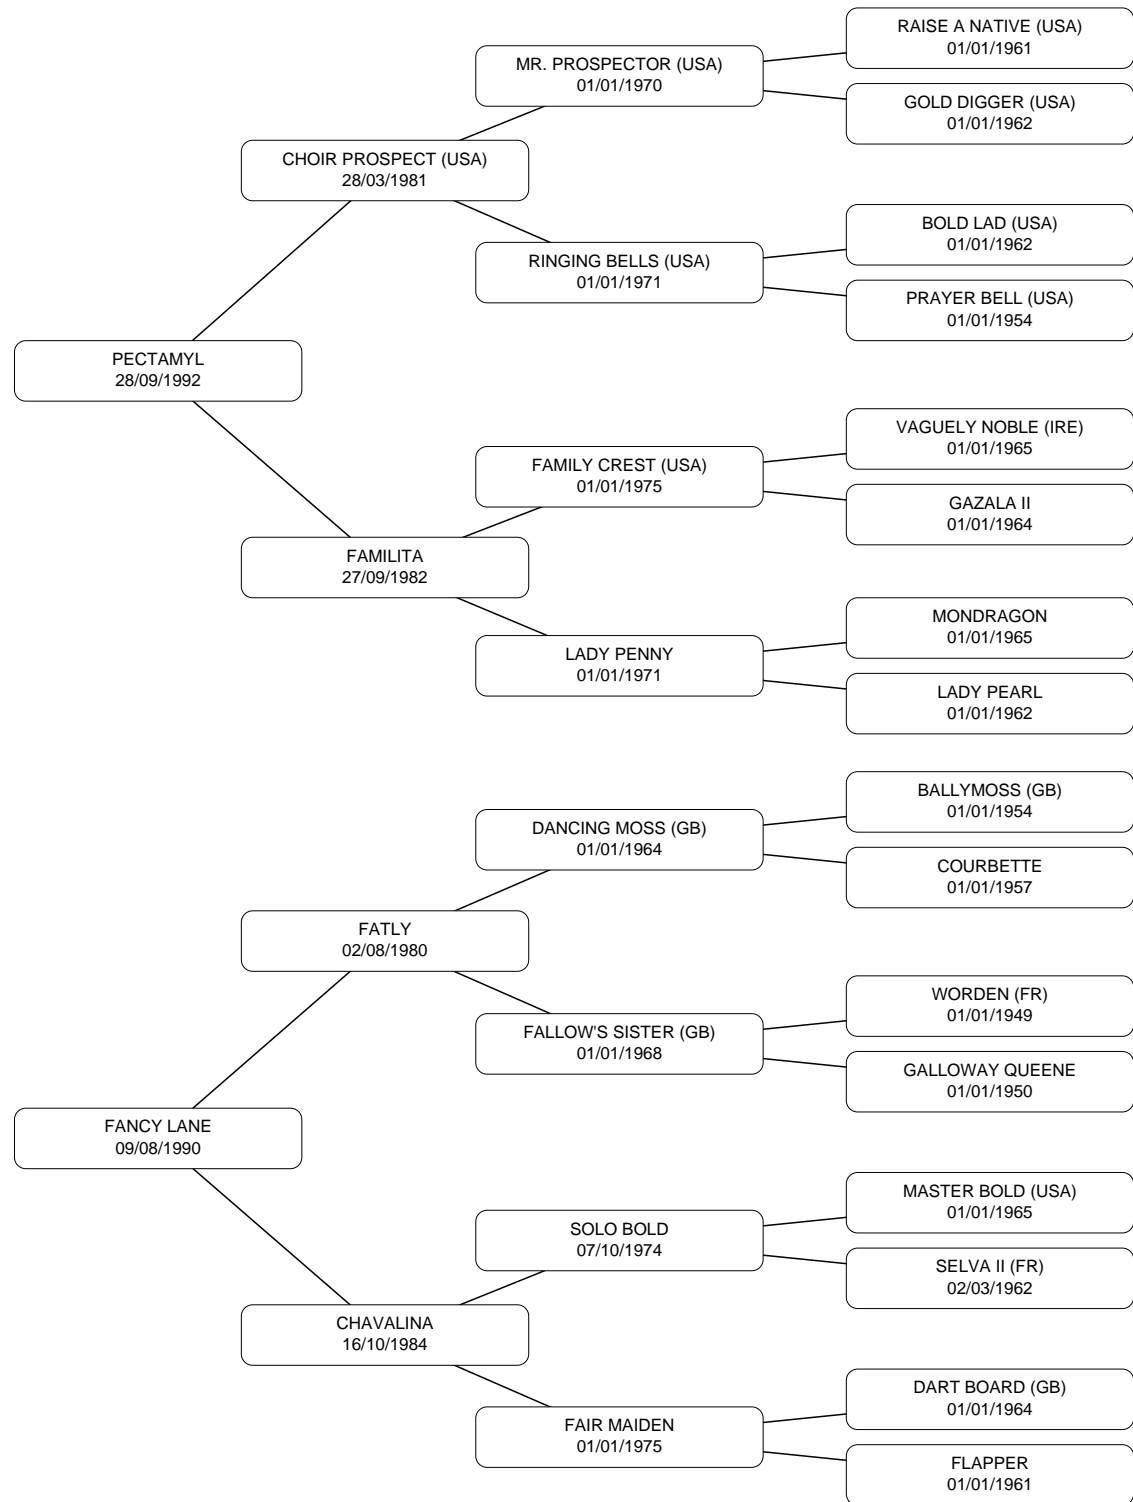 RAISE A NATIVE (USA)
01/01/1961
MR. PROSPECTOR (USA)
01/01/1970
GOLD DIGGER (USA)
01/01/1962
CHOIR PROSPECT (USA)
28/03/1981
BOLD LAD (USA)
01/01/1962
RINGING BELLS (USA)
01/01/1971
PRAYER BELL (USA)
01/01/1954
PECTAMYL
28/09/1992
VAGUELY NOBLE (IRE)
01/01/1965
FAMILY CREST (USA)
01/01/1975
GAZALA II
01/01/1964
FAMILITA
27/09/1982
MONDRAGON
01/01/1965
LADY PENNY
01/01/1971
LADY PEARL
01/01/1962
BALLYMOSS (GB)
01/01/1954
DANCING MOSS (GB)
01/01/1964
COURBETTE
01/01/1957
FATLY
02/08/1980
WORDEN (FR)
01/01/1949
FALLOW'S SISTER (GB)
01/01/1968
GALLOWAY QUEENE
01/01/1950
FANCY LANE
09/08/1990
MASTER BOLD (USA)
01/01/1965
SOLO BOLD
07/10/1974
SELVA II (FR)
02/03/1962
CHAVALINA
16/10/1984
DART BOARD (GB)
01/01/1964
FAIR MAIDEN
01/01/1975
FLAPPER
01/01/1961